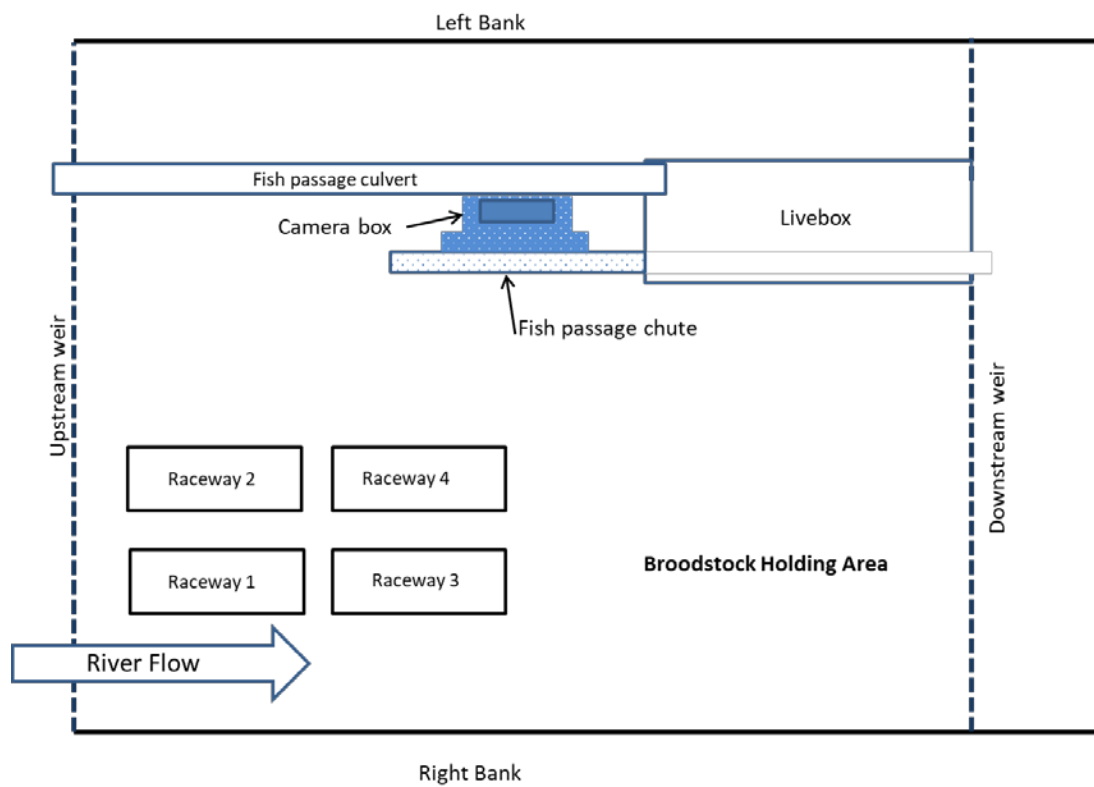 Left Bank
Fish passage culvert
Camera box
Livebox
Fish passage chute
Upstream weir
Downstream weir
Raceway 2
Raceway 4
Raceway 1
Raceway 3
Broodstock Holding Area
River Flow
Right Bank